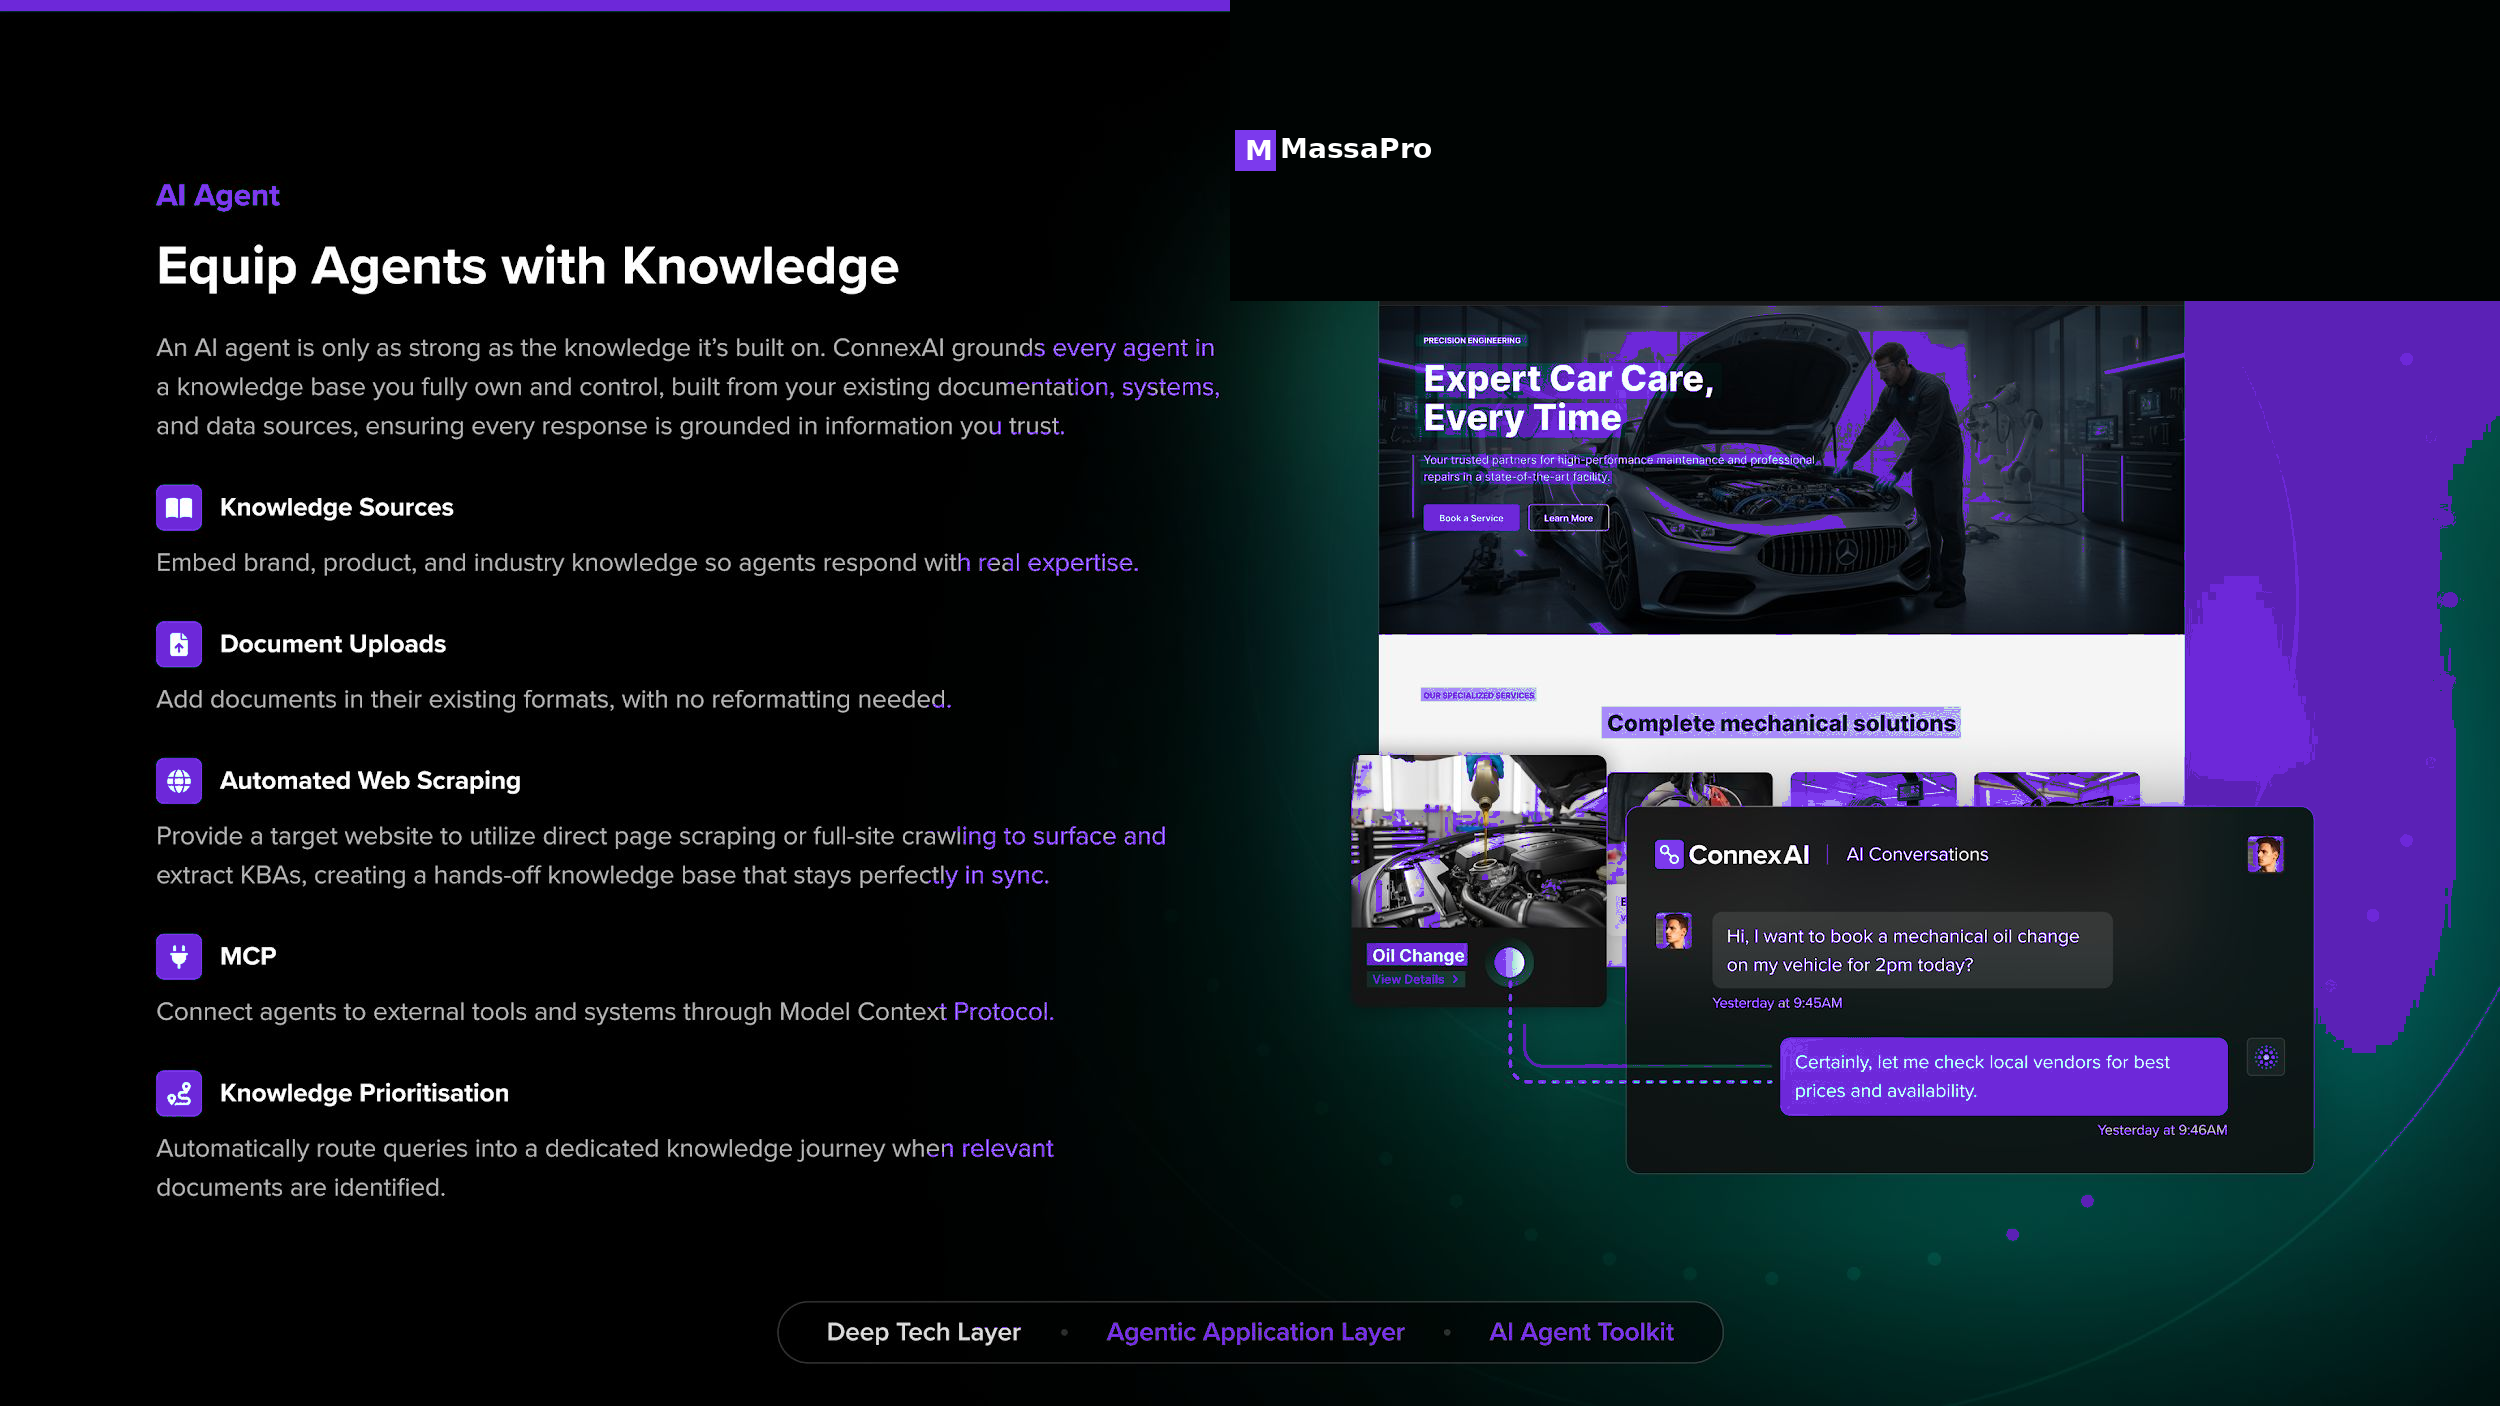 M MassaPro
AI Agent
Equip Agents with Knowledge
An AI agent is only as strong as the knowledge it's built on. ConnexAI grounds every agent in
a knowledge base you fully own and control, built from your existing documentation, systems,
and data sources, ensuring every response is grounded in information you trust.
Knowledge Sources
Embed brand, product, and industry knowledge so agents respond with real expertise.
Document Uploads
Add documents in their existing formats, with no reformatting needed.
Automated Web Scraping
Provide a target website to utilize direct page scraping or full-site crawling to surface and
extract KBAs, creating a hands-off knowledge base that stays perfectly in sync.
MCP
Connect agents to external tools and systems through Model Context Protocol.
Knowledge Prioritisation
Automatically route queries into a dedicated knowledge journey when relevant
documents are identified.
PRECISION ENGINEERING
Expert Car Care,
Every Time
Your trusted partners for high-performance maintenance and professional
repairs in a state-of-the-art facility.
Book a Service
Learn More
OUR SPECIALIZED SERVICES
Complete mechanical solutions
Oil Change
View Details
ConnexAI | AI Conversations
Hi, I want to book a mechanical oil change
on my vehicle for 2pm today?
Yesterday at 9:45AM
Certainly, let me check local vendors for best
prices and availability.
Yesterday at 9:46AM
Deep Tech Layer • Agentic Application Layer • AI Agent Toolkit